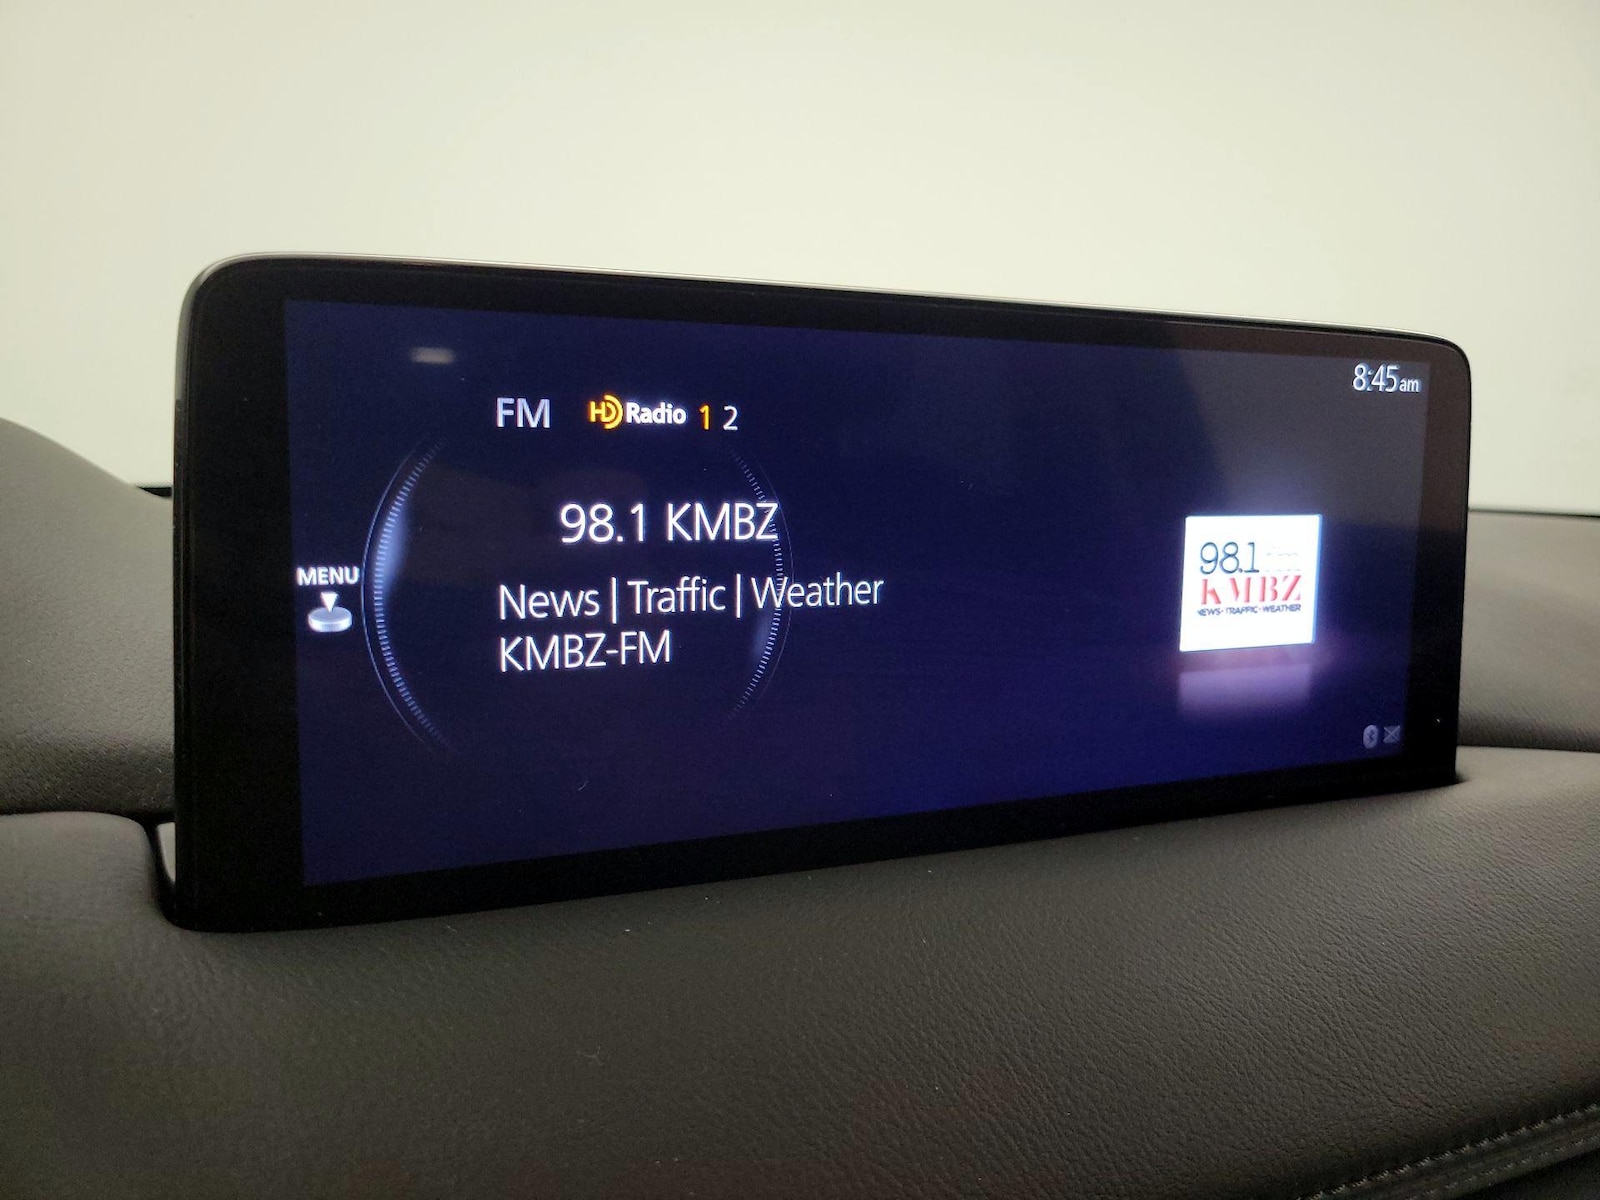 8:45am
FM HD Radio 1 2
98.1 KMBZ
News | Traffic | Weather
KMBZ-FM
MENU
98.1
KMBZ
NEWS·TRAFFIC·WEATHER